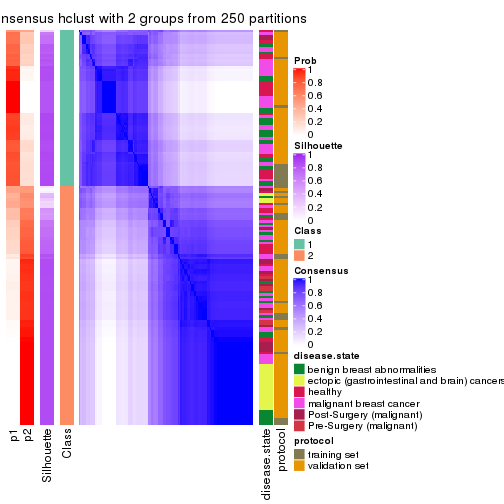 nsensus hclust with 2 groups from 250 partitions
Prob
1
0.8
0.6
0.4
0.2
0
Silhouette
1
0.8
0.6
0.4
0.2
0
Class
1
2
Consensus
1
0.8
0.6
0.4
0.2
0
disease.state
benign breast abnormalities
ectopic (gastrointestinal and brain) cancers
healthy
malignant breast cancer
Post-Surgery (malignant)
Pre-Surgery (malignant)
protocol
training set
validation set
p1
p2
Silhouette
Class
disease.state
protocol